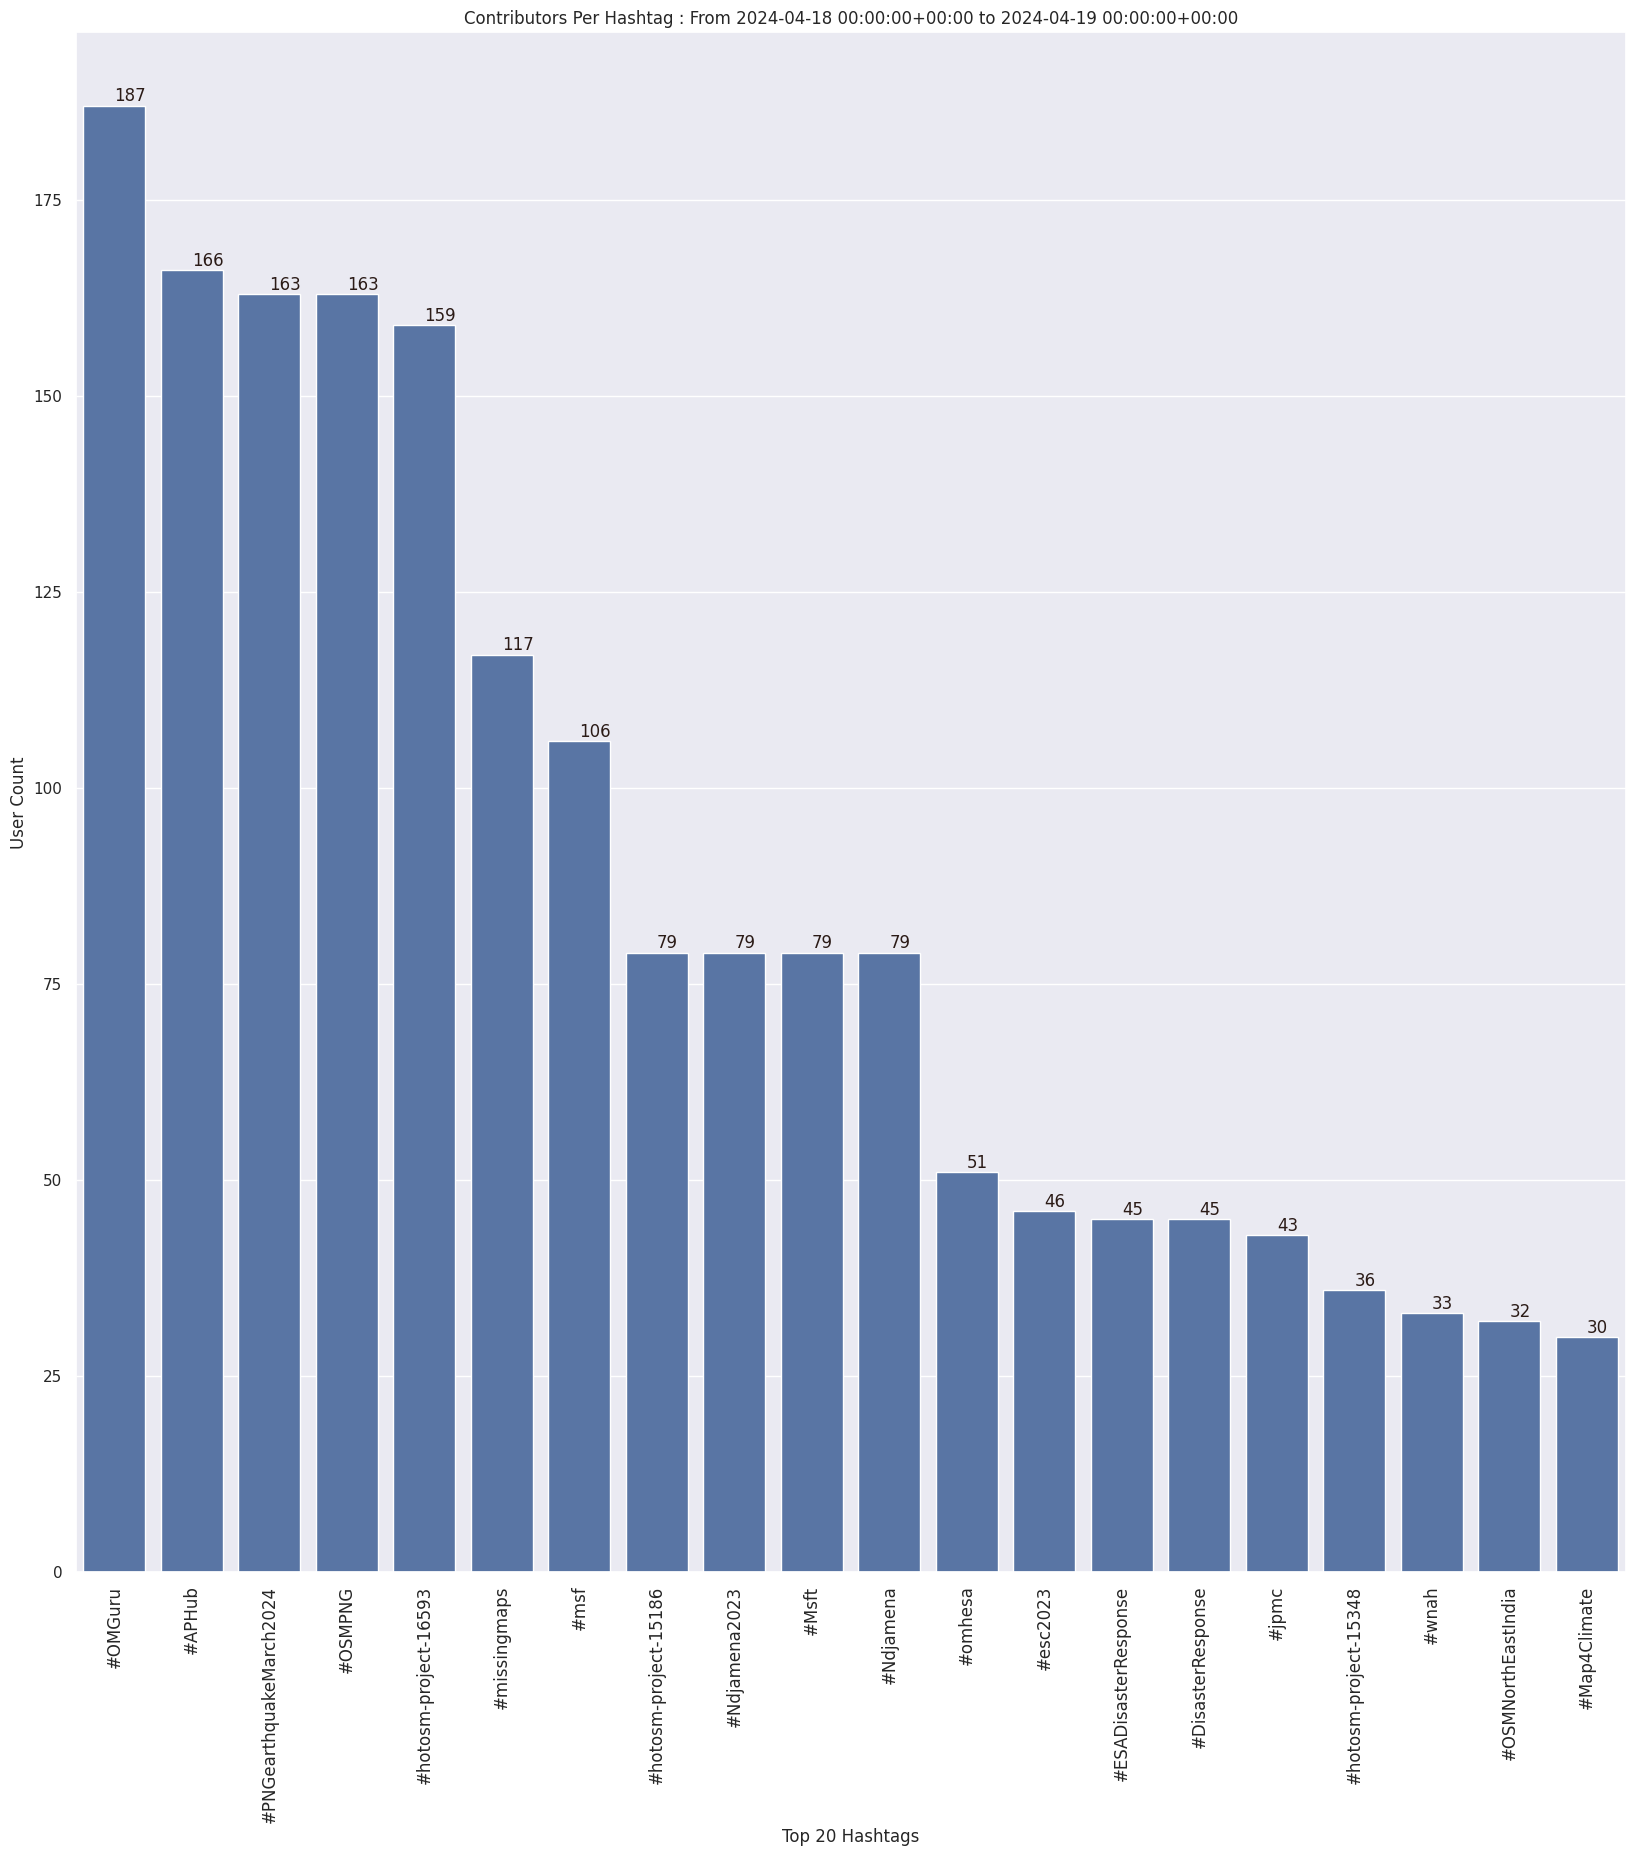 Contributors Per Hashtag : From 2024-04-18 00:00:00+00:00 to 2024-04-19 00:00:00+00:00
User Count
175
150
125
100
75
50
25
0
187
166
163
163
159
117
106
79
79
79
79
51
46
45
45
43
36
33
32
30
#OMGuru
#APHub
#PNGearthquakeMarch2024
#OSMPNG
#hotosm-project-16593
#missingmaps
#msf
#hotosm-project-15186
#Ndjamena2023
#Msft
#Ndjamena
#omhesa
#esc2023
#ESADisasterResponse
#DisasterResponse
#jpmc
#hotosm-project-15348
#wnah
#OSMNorthEastIndia
#Map4Climate
Top 20 Hashtags